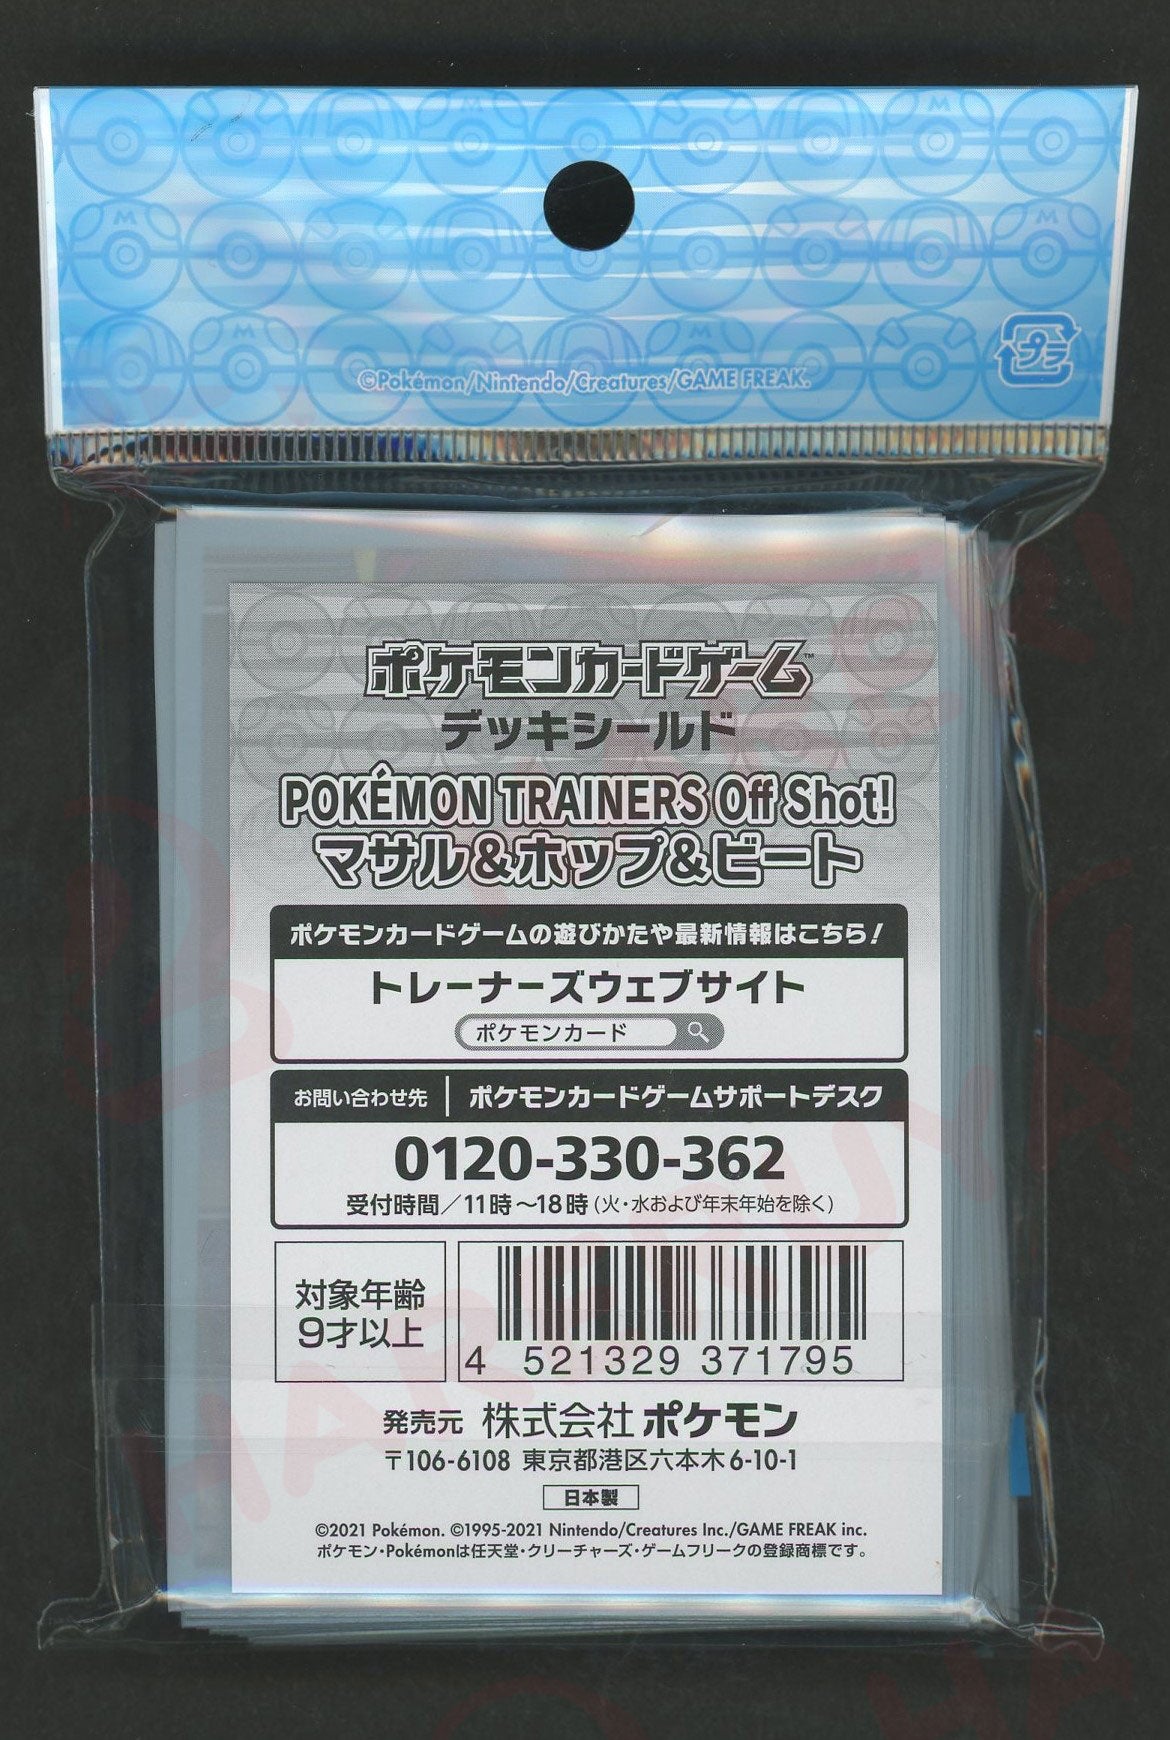 プラ
©Pokémon/Nintendo/Creatures/GAME FREAK.
ポケモンカードゲーム™
デッキシールド
POKÉMON TRAINERS Off Shot!
マサル&ホップ&ビート
ポケモンカードゲームの遊びかたや最新情報はこちら!
トレーナーズウェブサイト
ポケモンカード
お問い合わせ先 ポケモンカードゲームサポートデスク
0120-330-362
受付時間/11時〜18時(火・水および年末年始を除く)
対象年齢
9才以上
4 521329 371795
発売元 株式会社ポケモン
〒106-6108 東京都港区六本木6-10-1
日本製
©2021 Pokémon. ©1995-2021 Nintendo/Creatures Inc./GAME FREAK inc.
ポケモン・Pokémonは任天堂・クリーチャーズ・ゲームフリークの登録商標です。